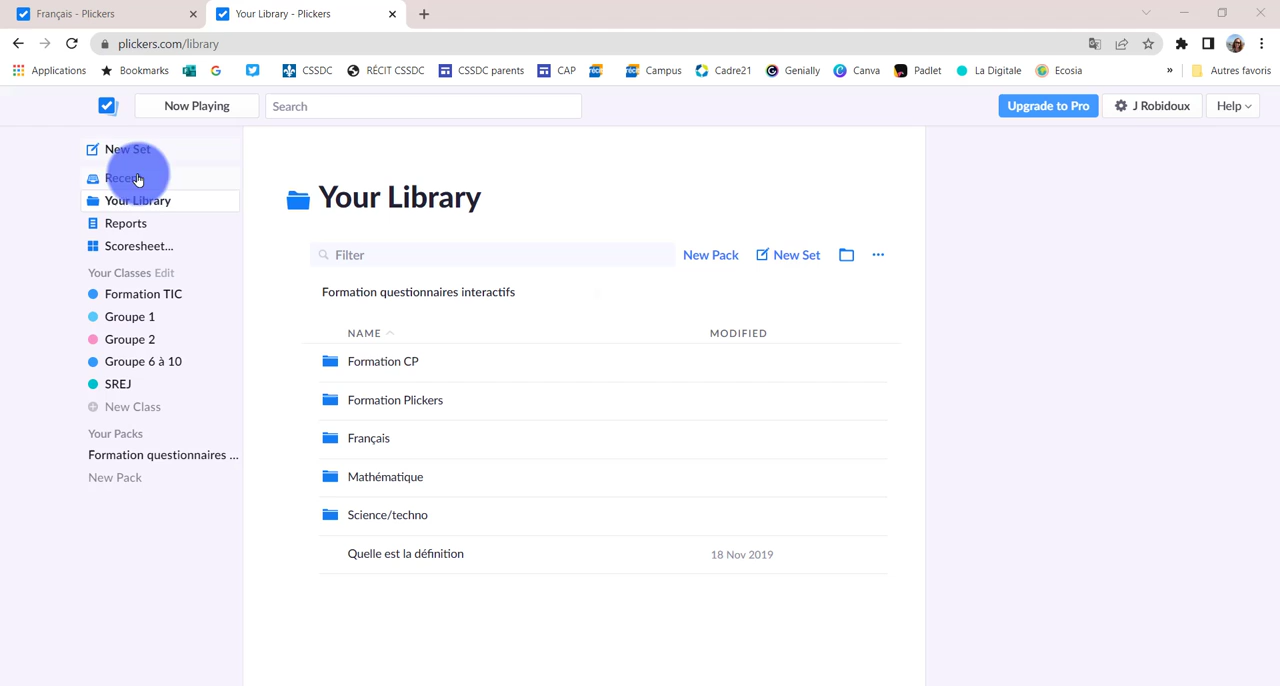 Français - Plickers
Your Library - Plickers
plickers.com/library
Applications
Bookmarks
CSSDC
RÉCIT CSSDC
CSSDC parents
CAP
Campus
Cadre21
Genially
Canva
Padlet
La Digitale
Ecosia
»
Autres favoris
Now Playing
Search
Upgrade to Pro
J Robidoux
Help
New Set
Recent
Your Library
Reports
Scoresheet...
Your Classes Edit
Formation TIC
Groupe 1
Groupe 2
Groupe 6 à 10
SREJ
New Class
Your Packs
Formation questionnaires ...
New Pack
Your Library
Filter
New Pack
New Set
Formation questionnaires interactifs
NAME
MODIFIED
Formation CP
Formation Plickers
Français
Mathématique
Science/techno
Quelle est la définition
18 Nov 2019